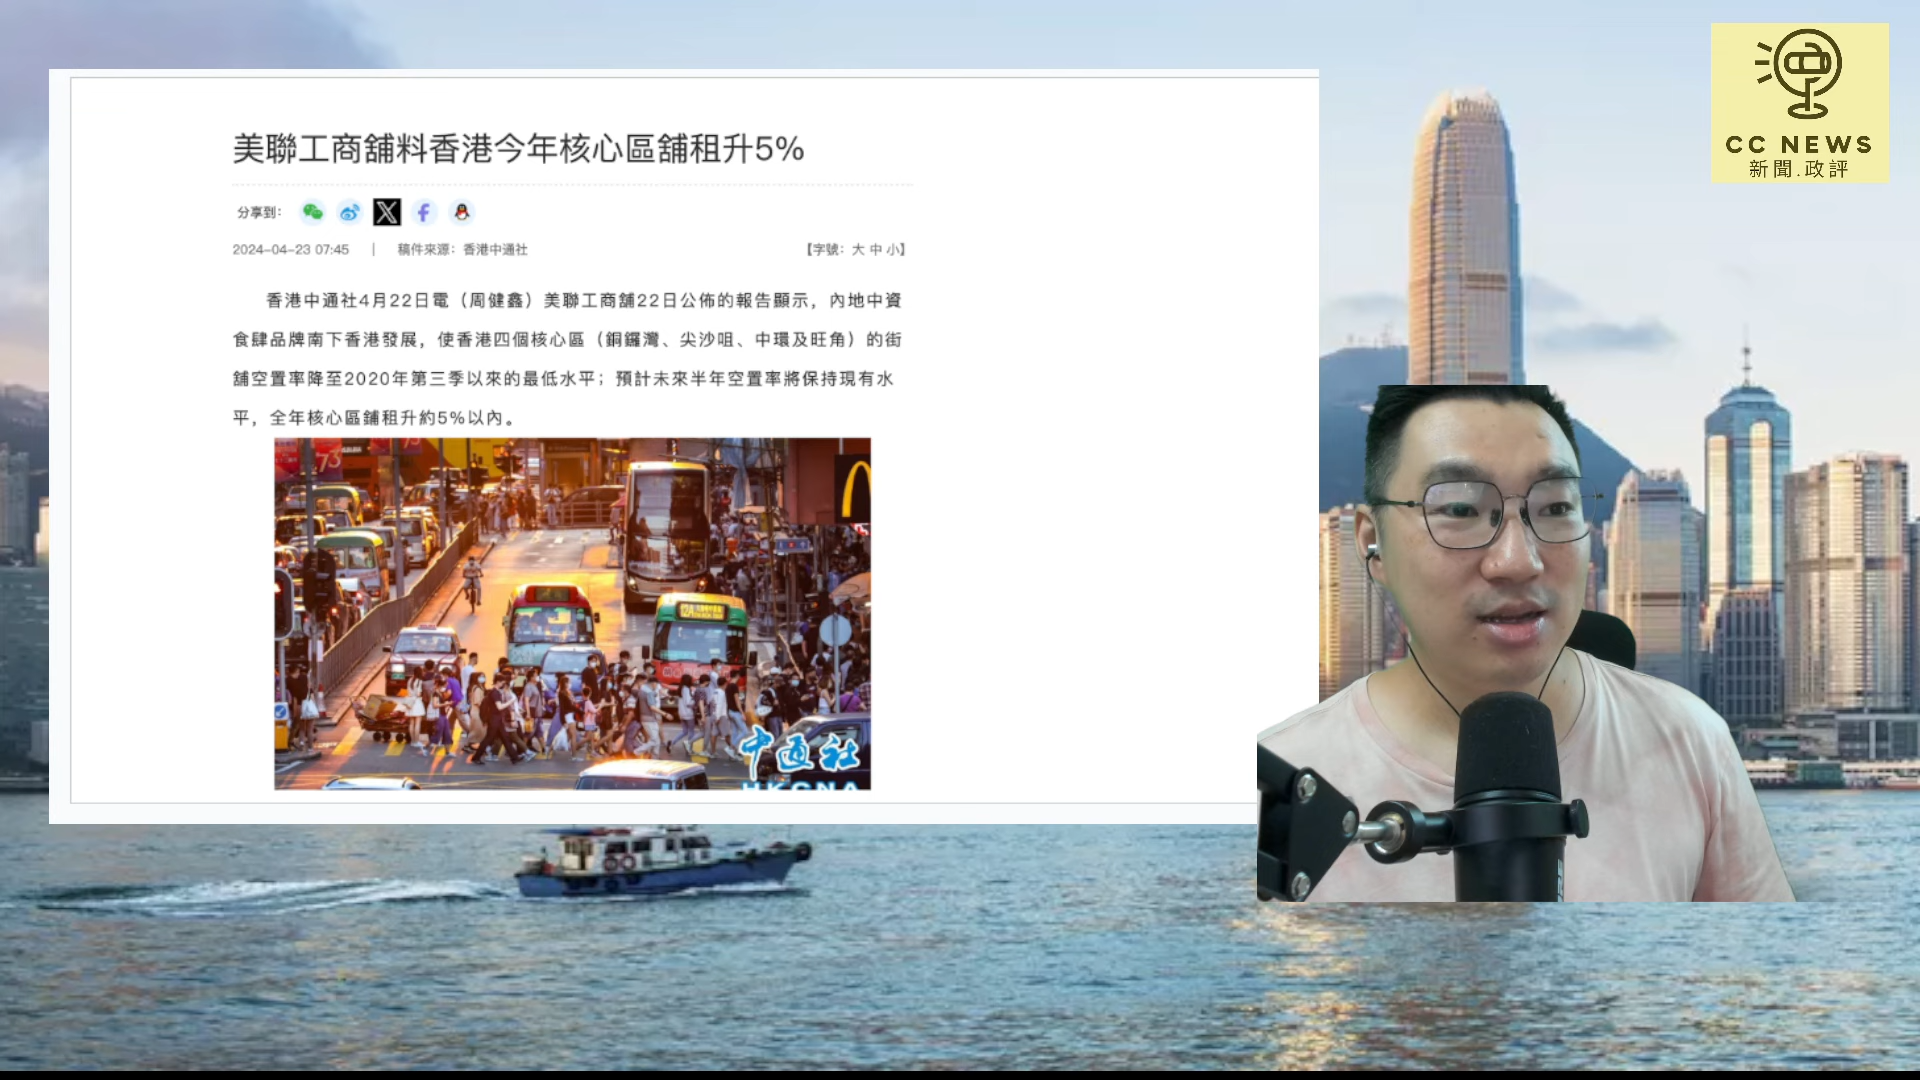 CC NEWS
新聞.政評
美聯工商舖料香港今年核心區舖租升5%
分享到:
2024-04-23 07:45 | 稿件來源：香港中通社 【字號：大 中 小】
香港中通社4月22日電（周健鑫）美聯工商舖22日公佈的報告顯示，內地中資
食肆品牌南下香港發展，使香港四個核心區（銅鑼灣、尖沙咀、中環及旺角）的街
舖空置率降至2020年第三季以來的最低水平；預計未來半年空置率將保持現有水
平，全年核心區鋪租升約5%以內。
73
中通社
HKCNA